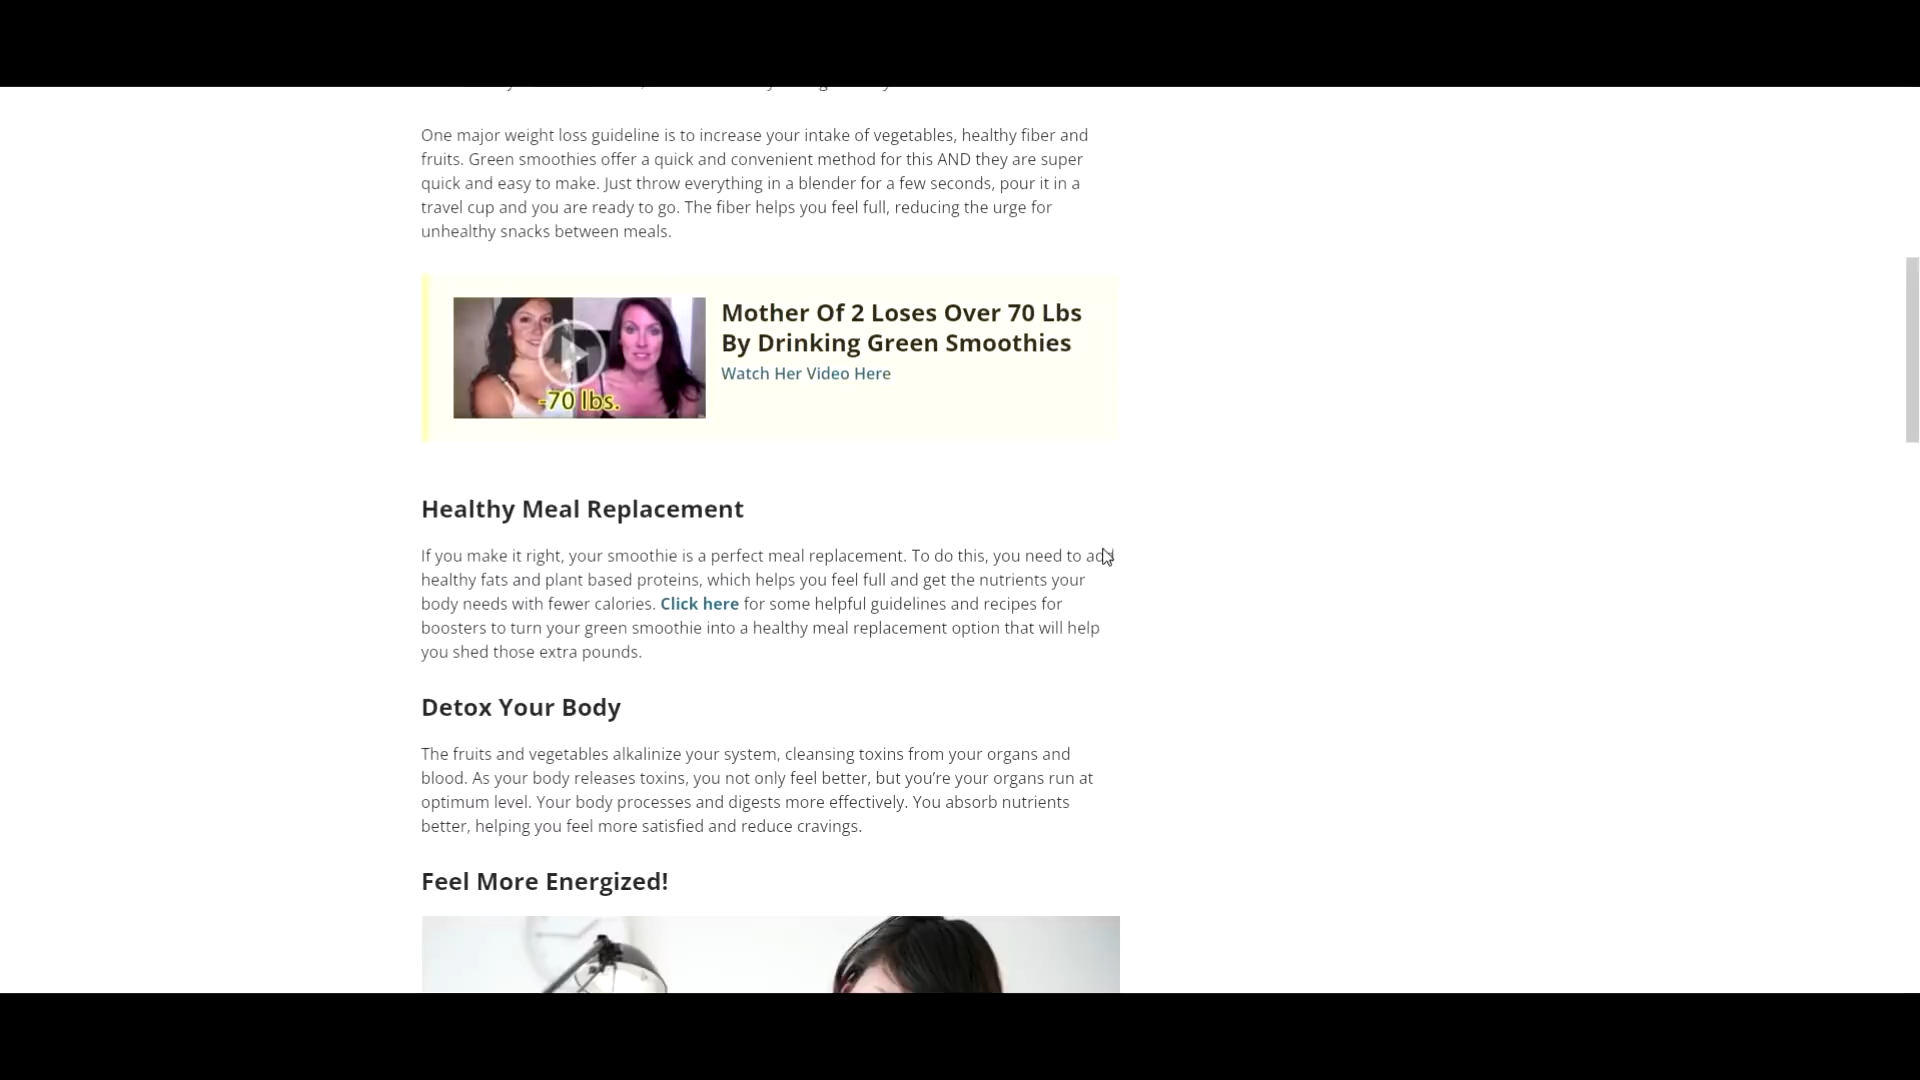 One major weight loss guideline is to increase your intake of vegetables, healthy fiber and
fruits. Green smoothies offer a quick and convenient method for this AND they are super
quick and easy to make. Just throw everything in a blender for a few seconds, pour it in a
travel cup and you are ready to go. The fiber helps you feel full, reducing the urge for
unhealthy snacks between meals.
Mother Of 2 Loses Over 70 Lbs
By Drinking Green Smoothies
Watch Her Video Here
-70 lbs.
Healthy Meal Replacement
If you make it right, your smoothie is a perfect meal replacement. To do this, you need to add
healthy fats and plant based proteins, which helps you feel full and get the nutrients your
body needs with fewer calories. Click here for some helpful guidelines and recipes for
boosters to turn your green smoothie into a healthy meal replacement option that will help
you shed those extra pounds.
Detox Your Body
The fruits and vegetables alkalinize your system, cleansing toxins from your organs and
blood. As your body releases toxins, you not only feel better, but you’re your organs run at
optimum level. Your body processes and digests more effectively. You absorb nutrients
better, helping you feel more satisfied and reduce cravings.
Feel More Energized!